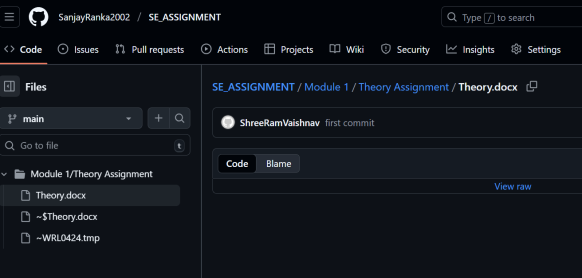 SanjayRanka2002 / SE_ASSIGNMENT
Type / to search
<> Code Issues Pull requests Actions Projects Wiki Security Insights Settings
Files
main
Go to file
t
Module 1/Theory Assignment
Theory.docx
~$Theory.docx
~WRL0424.tmp
SE_ASSIGNMENT / Module 1 / Theory Assignment / Theory.docx
ShreeRamVaishnav first commit
Code Blame
View raw